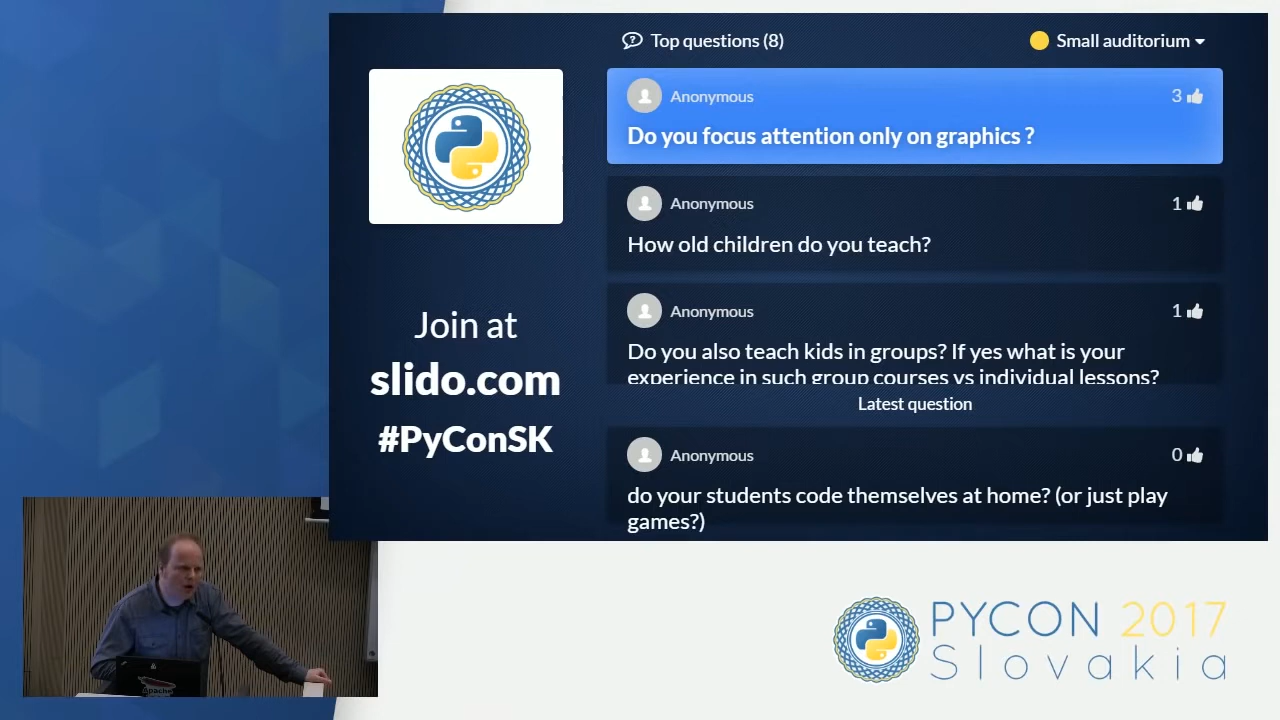 Top questions (8)
Small auditorium
Anonymous
3
Do you focus attention only on graphics ?
Anonymous
1
How old children do you teach?
Anonymous
1
Do you also teach kids in groups? If yes what is your
experience in such group courses vs individual lessons?
Latest question
Anonymous
0
do your students code themselves at home? (or just play
games?)
Join at
slido.com
#PyConSK
Apache
PYCON 2017
Slovakia